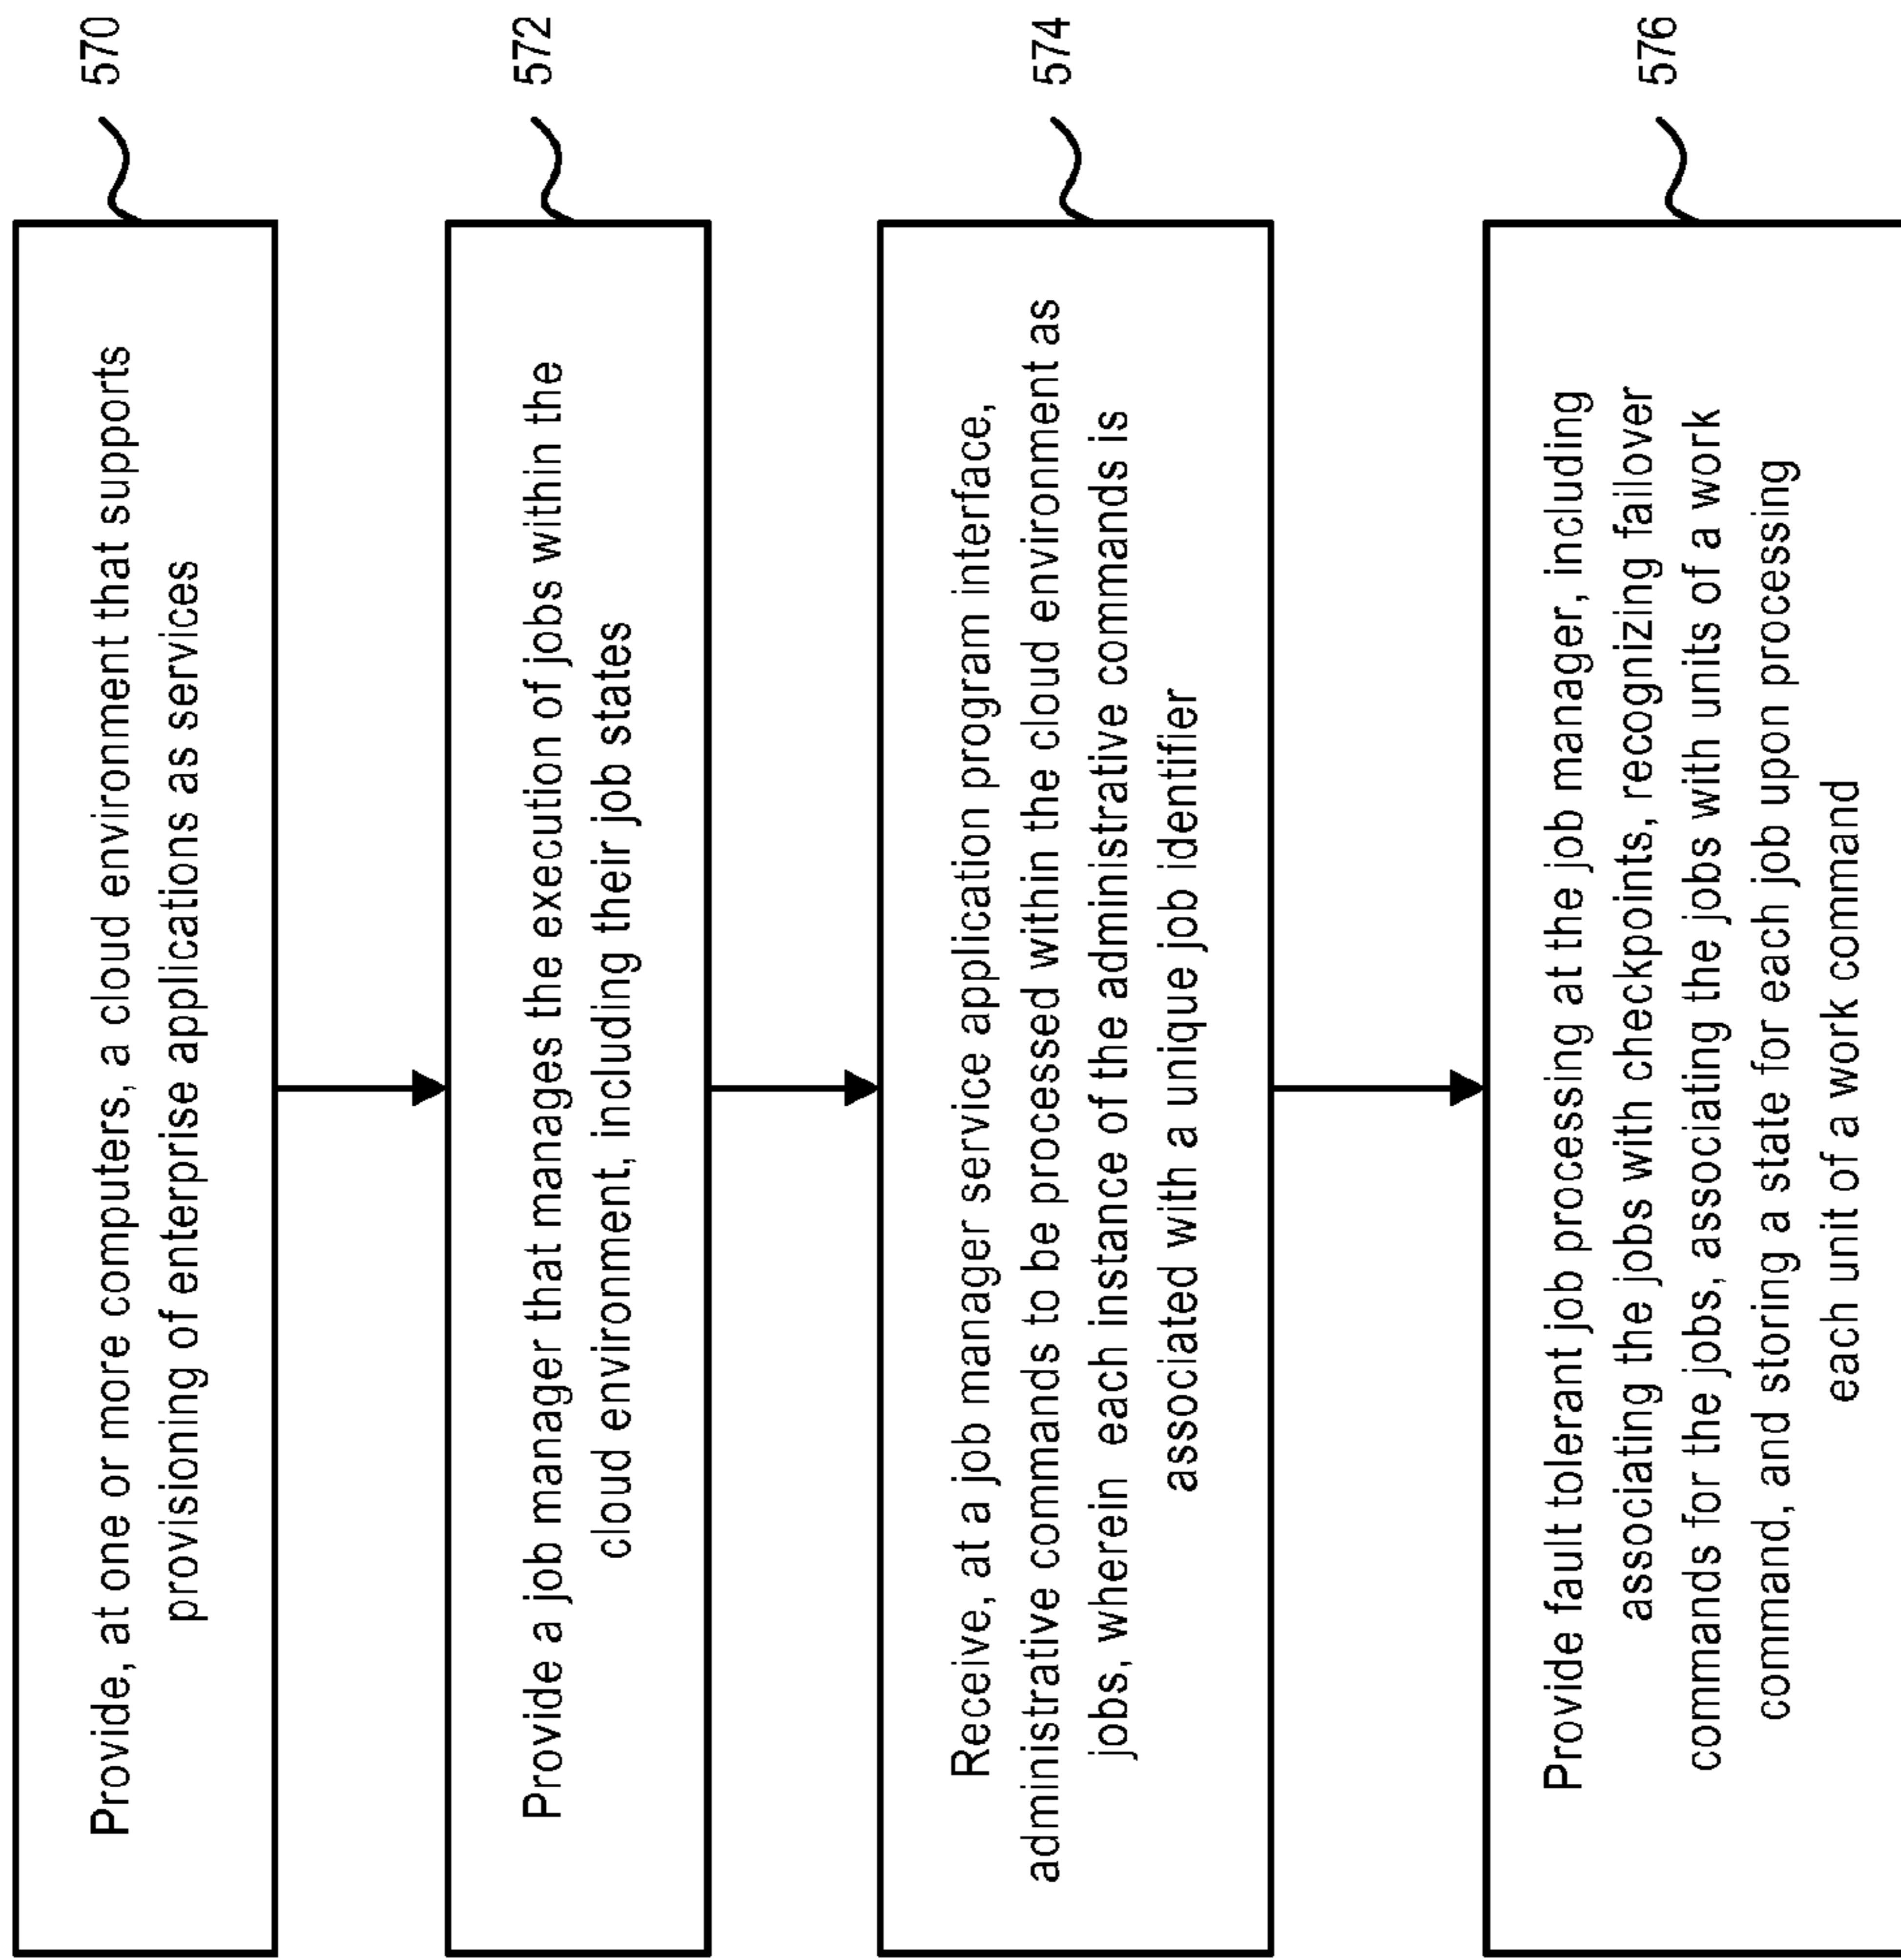 570
Provide, at one or more computers, a cloud environment that supports
provisioning of enterprise applications as services
572
Provide a job manager that manages the execution of jobs within the
cloud environment, including their job states
574
Receive, at a job manager service application program interface,
administrative commands to be processed within the cloud environment as
jobs, wherein each instance of the administrative commands is
associated with a unique job identifier
576
Provide fault tolerant job processing at the job manager, including
associating the jobs with checkpoints, recognizing failover
commands for the jobs, associating the jobs with units of a work
command, and storing a state for each job upon processing
each unit of a work command